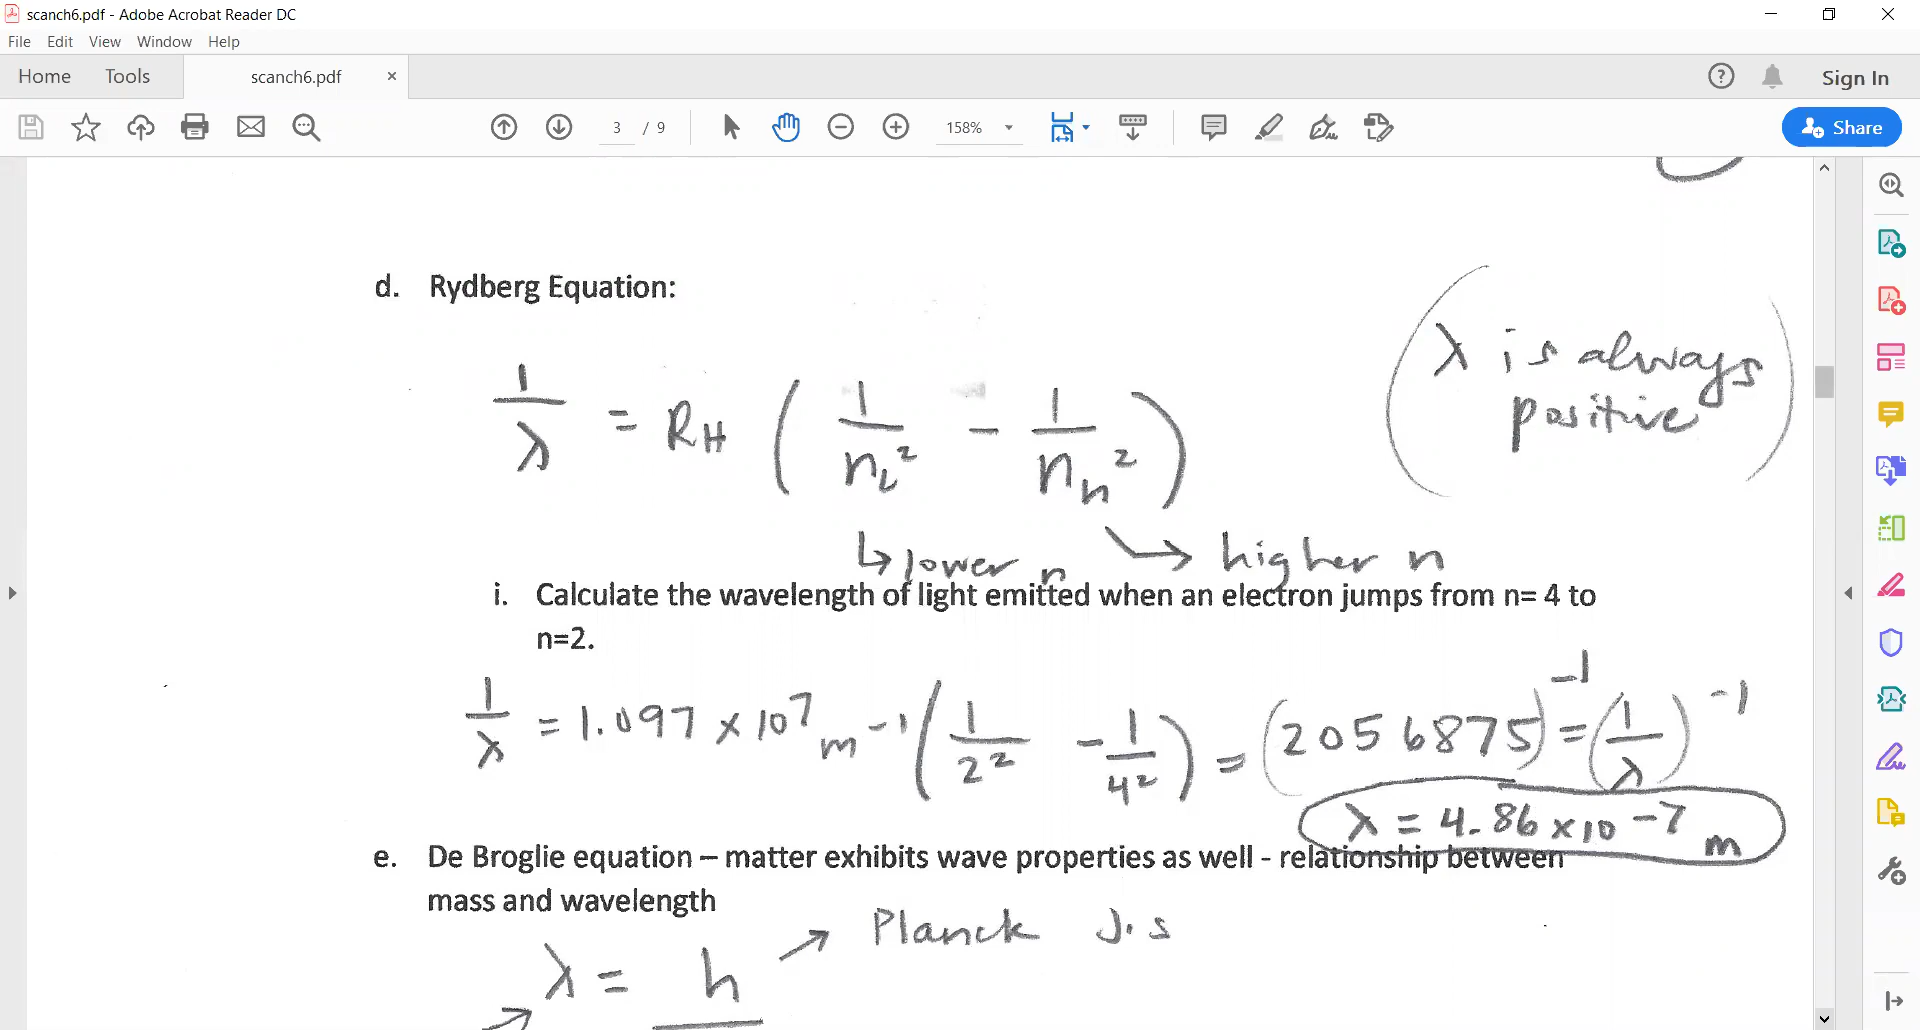 scanch6.pdf - Adobe Acrobat Reader DC
File Edit View Window Help
Home Tools scanch6.pdf × ? Sign In
3 / 9 158% Share
d. Rydberg Equation:
1/λ = R_H ( 1/n_L² − 1/n_h² )
( λ is always
positive )
↳ lower n → higher n
i. Calculate the wavelength of light emitted when an electron jumps from n= 4 to
n=2.
1/λ = 1.097 × 10⁷ m⁻¹ ( 1/2² − 1/4² ) = (2056875)⁻¹ = (1/λ)⁻¹
λ = 4.86 × 10⁻⁷ m
e. De Broglie equation – matter exhibits wave properties as well - relationship between
mass and wavelength
→ Planck J·s
λ = h